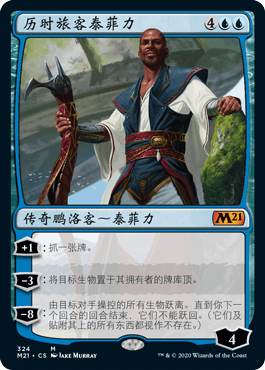 历时旅客泰菲力 4
传奇鹏洛客～泰菲力 M21
+1 : 抓一张牌。
-3 : 将目标生物置于其拥有者的牌库顶。
由目标对手操控的所有生物跃离。直到你下一
-8 : 个回合的回合结束,它们不能跃回。(它们及
贴附其上的所有东西都视作不存在。)
4
324 M
M21 • CS JAKE MURRAY ™ & © 2020 Wizards of the Coast